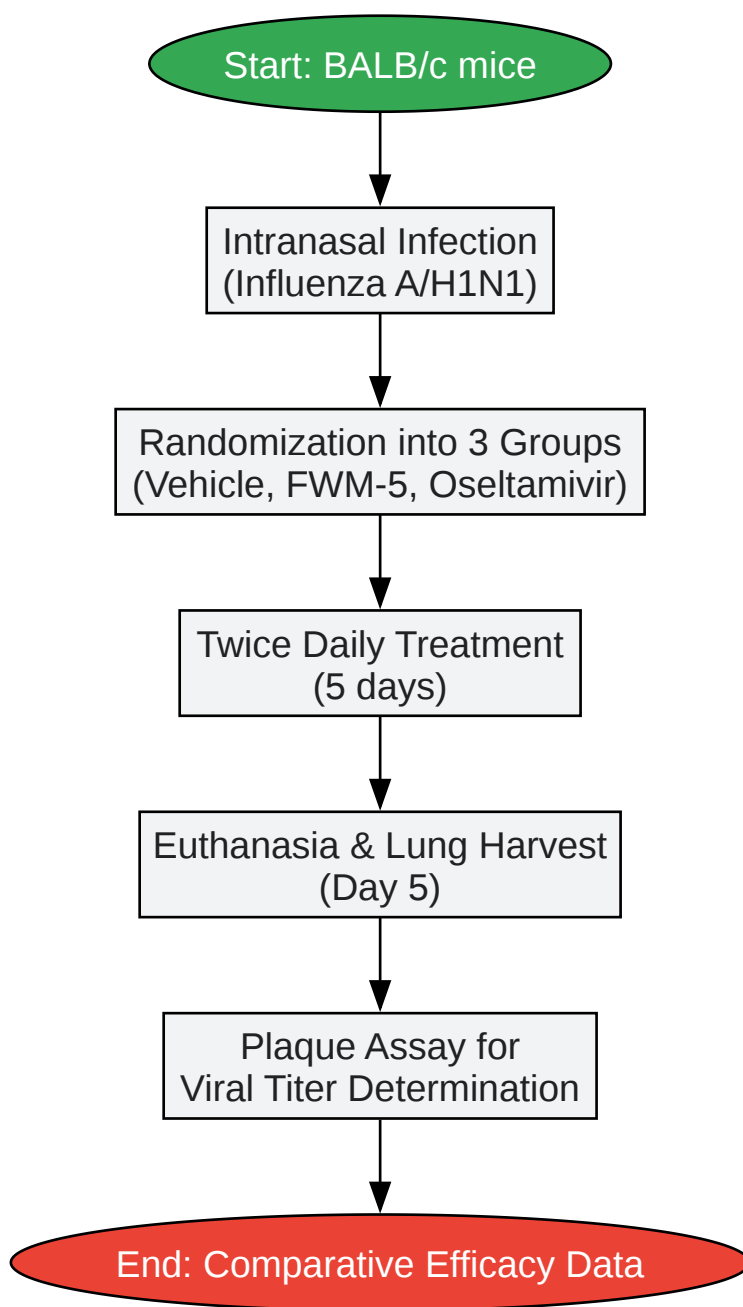 Start: BALB/c mice
Intranasal Infection
(Influenza A/H1N1)
Randomization into 3 Groups
(Vehicle, FWM-5, Oseltamivir)
Twice Daily Treatment
(5 days)
Euthanasia & Lung Harvest
(Day 5)
Plaque Assay for
Viral Titer Determination
End: Comparative Efficacy Data